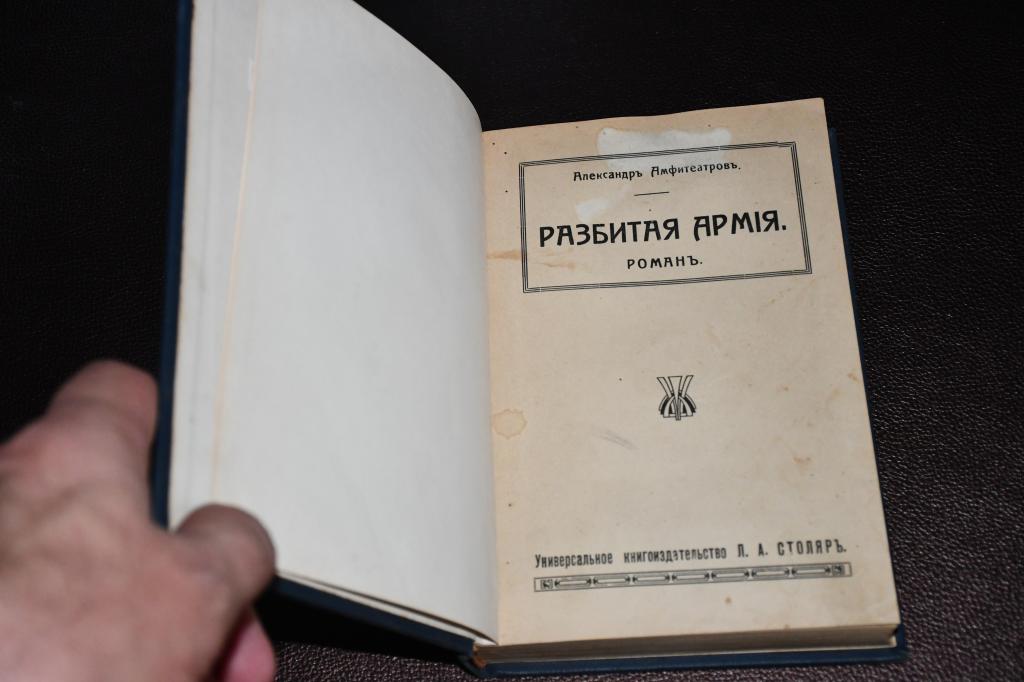 Александръ Амфитеатровъ.
РАЗБИТАЯ АРМІЯ.
РОМАНЪ.
Универсальное книгоиздательство Л. А. СТОЛЯРЪ.